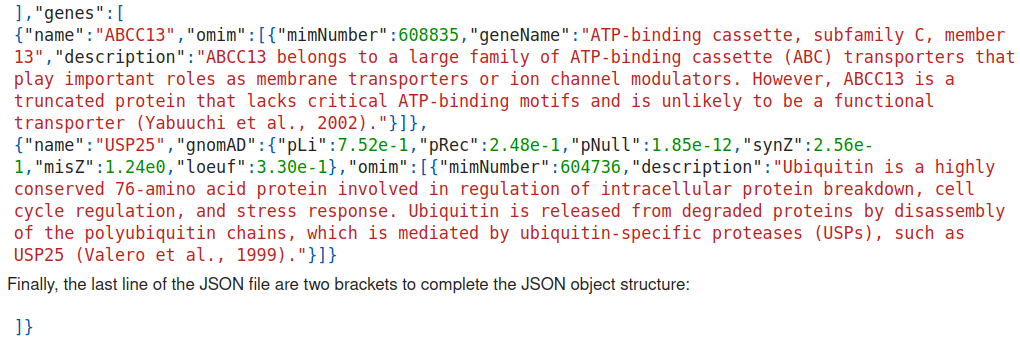 ],"genes":[
{"name":"ABCC13","omim":[{"mimNumber":608835,"geneName":"ATP-binding cassette, subfamily C, member
13","description":"ABCC13 belongs to a large family of ATP-binding cassette (ABC) transporters that
play important roles as membrane transporters or ion channel modulators. However, ABCC13 is a
truncated protein that lacks critical ATP-binding motifs and is unlikely to be a functional
transporter (Yabuuchi et al., 2002)."}]},
{"name":"USP25","gnomAD":{"pLi":7.52e-1,"pRec":2.48e-1,"pNull":1.85e-12,"synZ":2.56e-
1,"misZ":1.24e0,"loeuf":3.30e-1},"omim":[{"mimNumber":604736,"description":"Ubiquitin is a highly
conserved 76-amino acid protein involved in regulation of intracellular protein breakdown, cell
cycle regulation, and stress response. Ubiquitin is released from degraded proteins by disassembly
of the polyubiquitin chains, which is mediated by ubiquitin-specific proteases (USPs), such as
USP25 (Valero et al., 1999)."}]}
Finally, the last line of the JSON file are two brackets to complete the JSON object structure:
]}